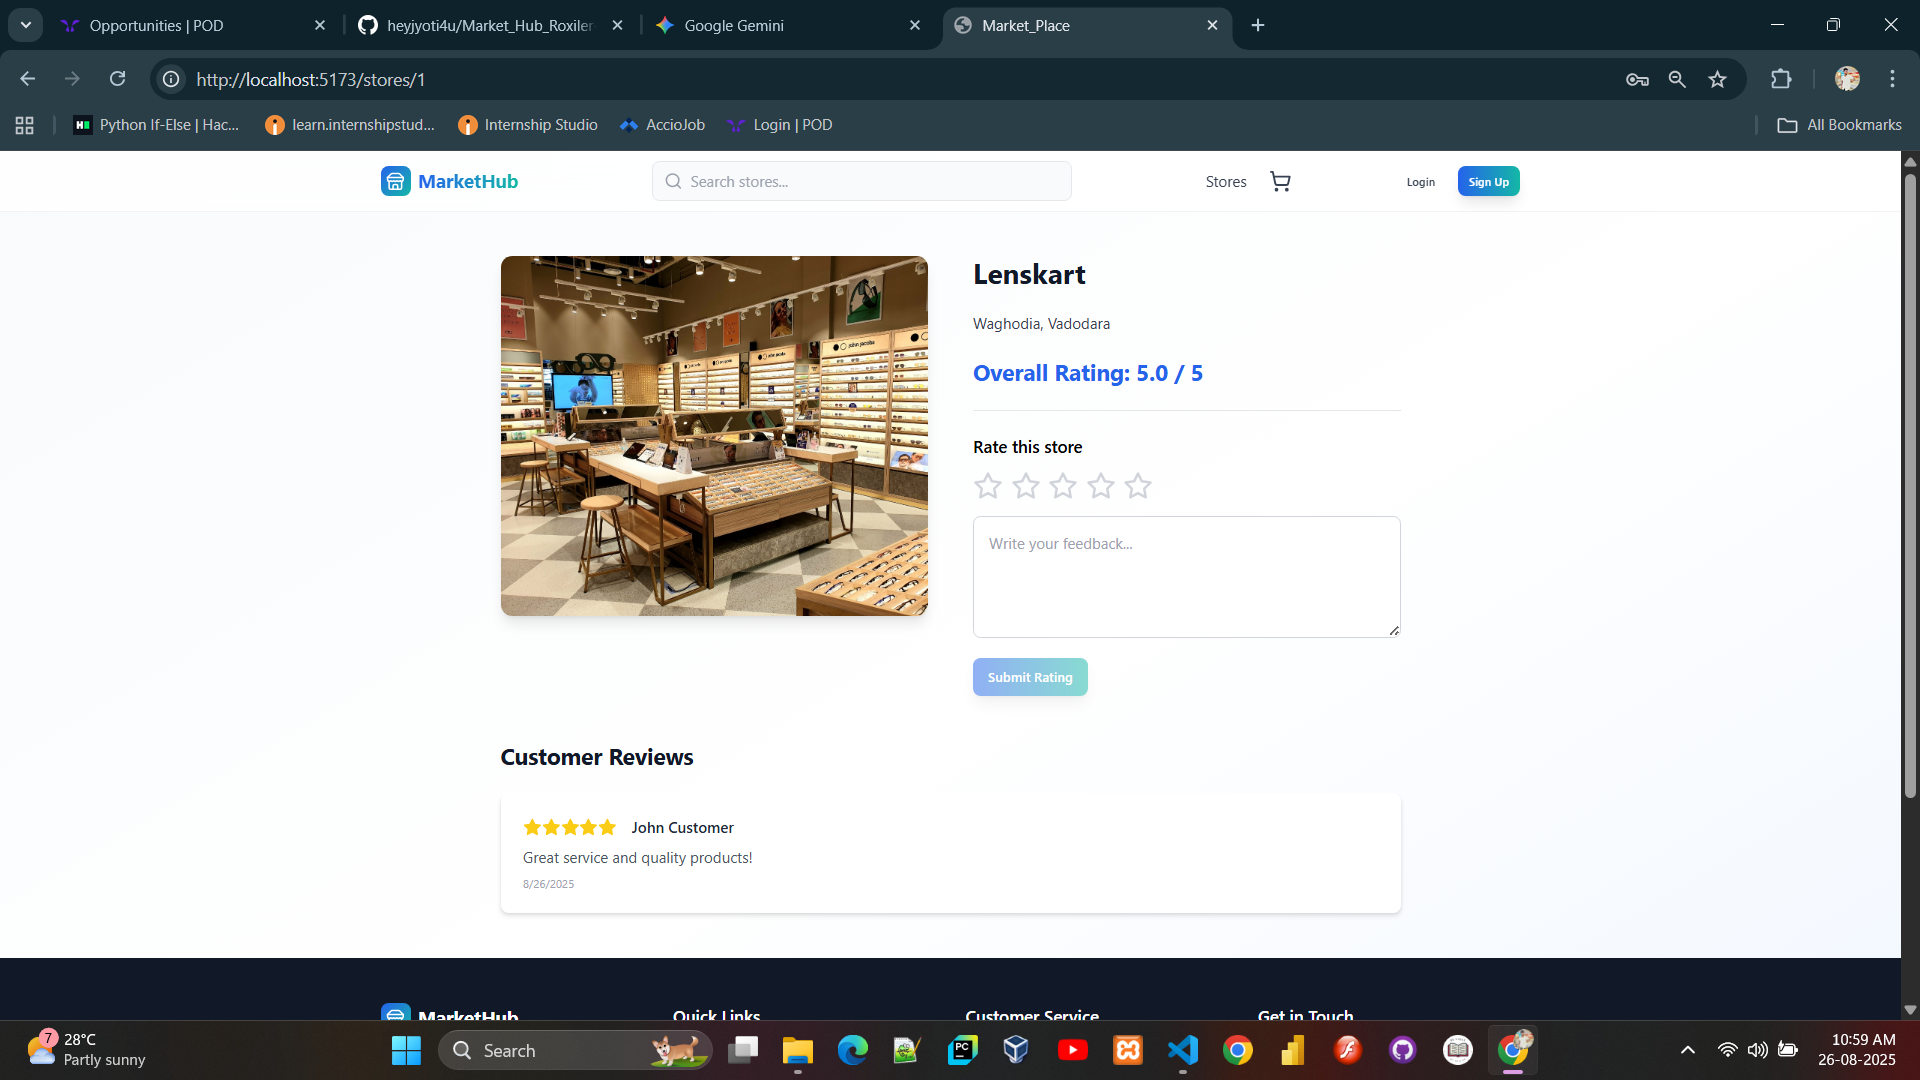 Opportunities | POD
heyjyoti4u/Market_Hub_Roxiler
Google Gemini
Market_Place
http://localhost:5173/stores/1
Python If-Else | Hac...
learn.internshipstud...
Internship Studio
AccioJob
Login | POD
All Bookmarks
MarketHub
Search stores...
Stores
Login
Sign Up
Lenskart
Waghodia, Vadodara
Overall Rating: 5.0 / 5
Rate this store
Write your feedback...
Submit Rating
Customer Reviews
John Customer
Great service and quality products!
8/26/2025
MarketHub
Quick Links
Customer Service
Get in Touch
7
28°C
Partly sunny
Search
PC
10:59 AM
26-08-2025